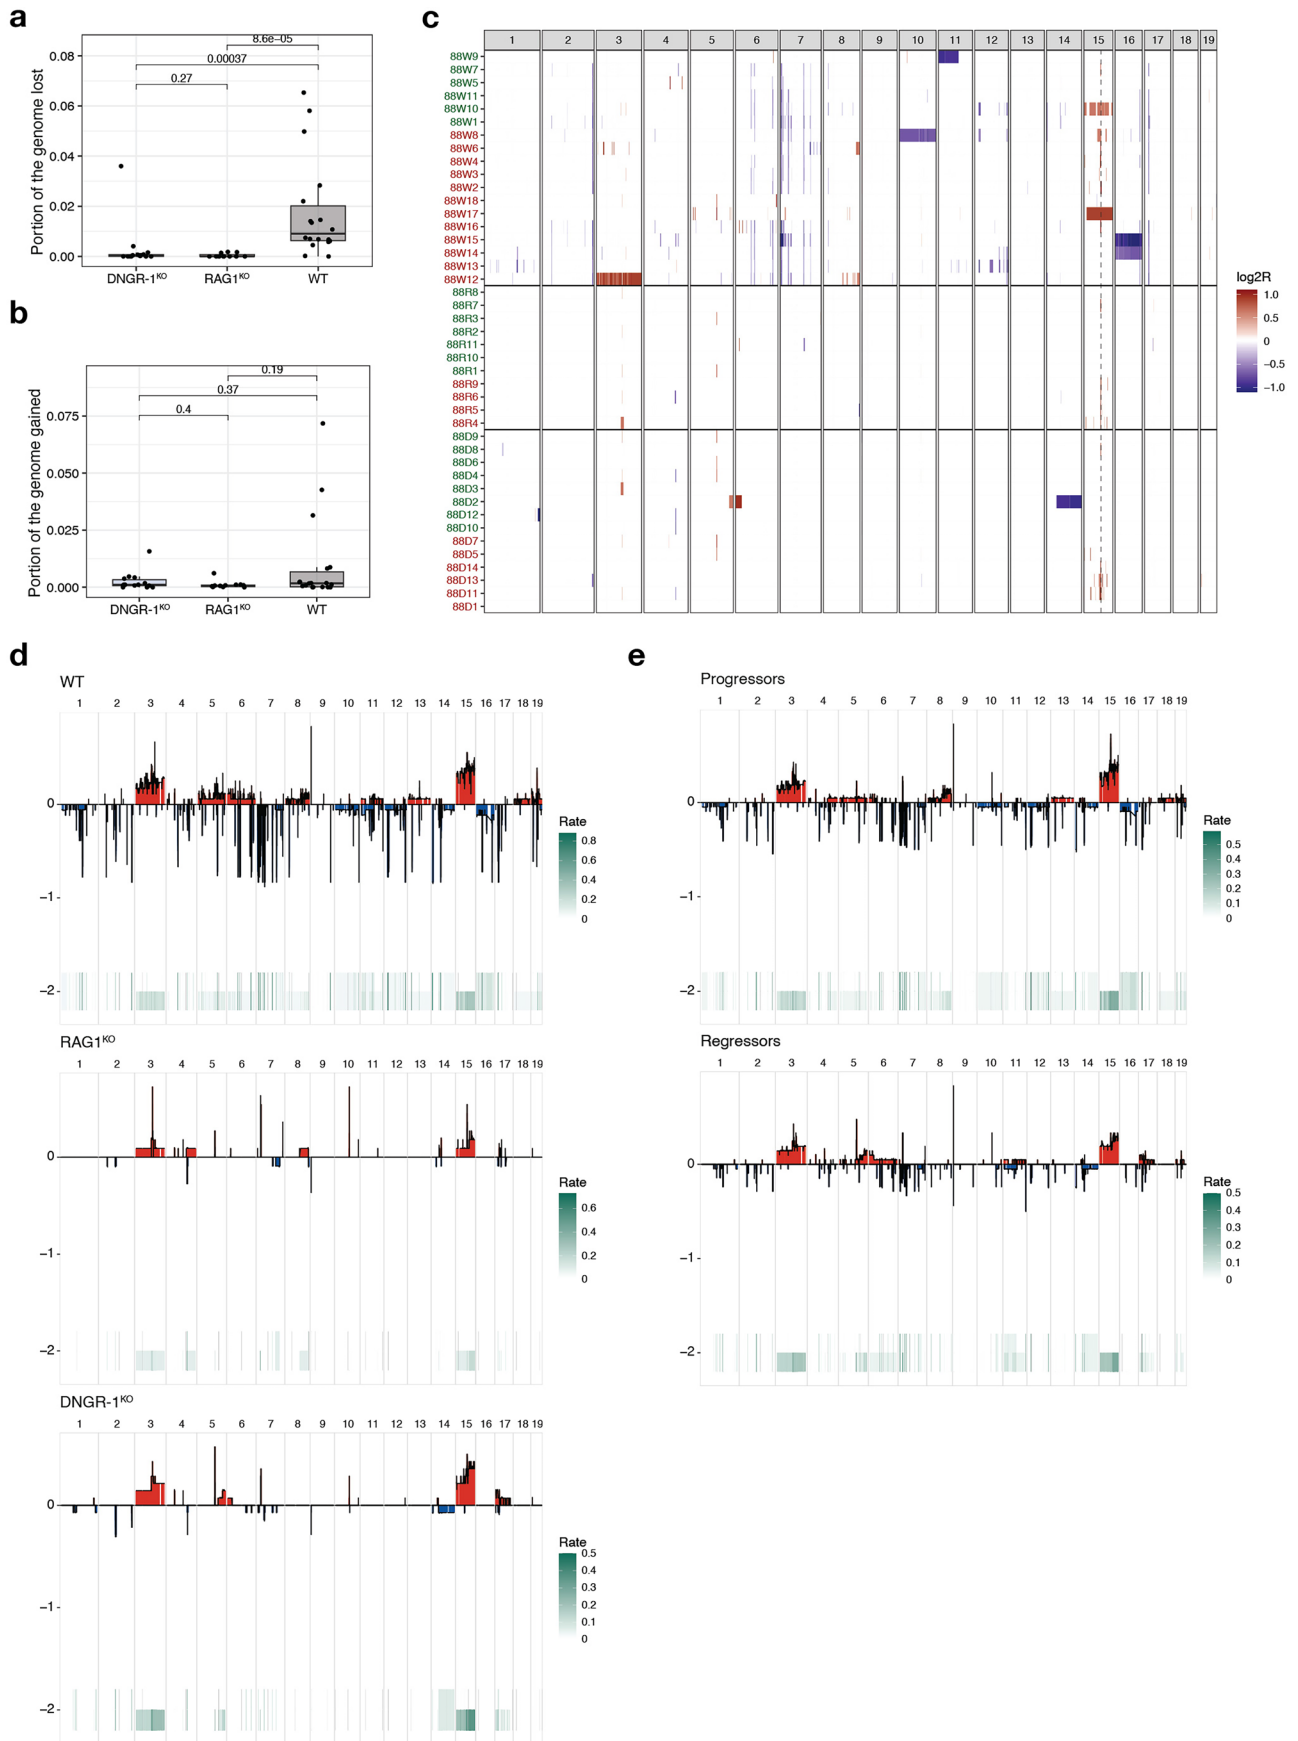 a
8.6e−05
0.00037
0.27
0.08
0.06
0.04
0.02
0.00
Portion of the genome lost
DNGR-1KO RAG1KO WT
b
0.19
0.37
0.4
0.075
0.050
0.025
0.000
Portion of the genome gained
DNGR-1KO RAG1KO WT
c
1 2 3 4 5 6 7 8 9 10 11 12 13 14 15 16 17 18 19
88W9
88W7
88W5
88W11
88W10
88W1
88W8
88W6
88W4
88W3
88W2
88W18
88W17
88W16
88W15
88W14
88W13
88W12
88R8
88R7
88R3
88R2
88R11
88R10
88R1
88R9
88R6
88R5
88R4
88D9
88D8
88D6
88D4
88D3
88D2
88D12
88D10
88D7
88D5
88D14
88D13
88D11
88D1
log2R
1.0
0.5
0
−0.5
−1.0
d
WT
1 2 3 4 5 6 7 8 9 10 11 12 13 14 15 16 17 18 19
0
−1
−2
Rate
0.8
0.6
0.4
0.2
0
RAG1KO
1 2 3 4 5 6 7 8 9 10 11 12 13 14 15 16 17 18 19
0
−1
−2
Rate
0.6
0.4
0.2
0
DNGR-1KO
1 2 3 4 5 6 7 8 9 10 11 12 13 14 15 16 17 18 19
0
−1
−2
Rate
0.5
0.4
0.3
0.2
0.1
0
e
Progressors
1 2 3 4 5 6 7 8 9 10 11 12 13 14 15 16 17 18 19
0
−1
−2
Rate
0.5
0.4
0.3
0.2
0.1
0
Regressors
1 2 3 4 5 6 7 8 9 10 11 12 13 14 15 16 17 18 19
0
−1
−2
Rate
0.5
0.4
0.3
0.2
0.1
0